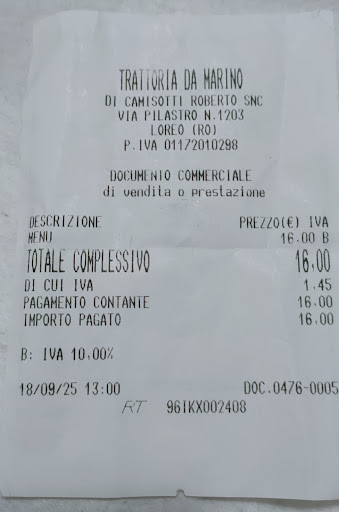 TRATTORIA DA MARINO
DI CAMISOTTI ROBERTO SNC
VIA PILASTRO N.1203
LOREO (RO)
P.IVA 01172010298
DOCUMENTO COMMERCIALE
di vendita o prestazione
DESCRIZIONE PREZZO(€) IVA
MENU 16.00 B
TOTALE COMPLESSIVO 16,00
DI CUI IVA 1,45
PAGAMENTO CONTANTE 16,00
IMPORTO PAGATO 16,00
B: IVA 10,00%
18/09/25 13:00 DOC.0476-0005
RT 96IKX002408